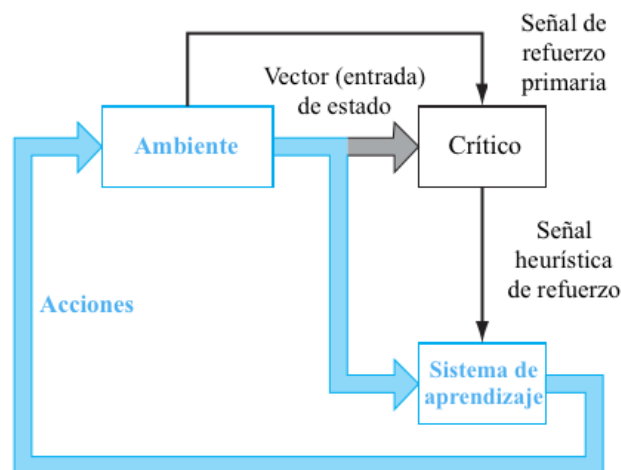 Señal de
refuerzo
primaria
Vector (entrada)
de estado
Ambiente
Crítico
Señal
heurística
de refuerzo
Acciones
Sistema de
aprendizaje